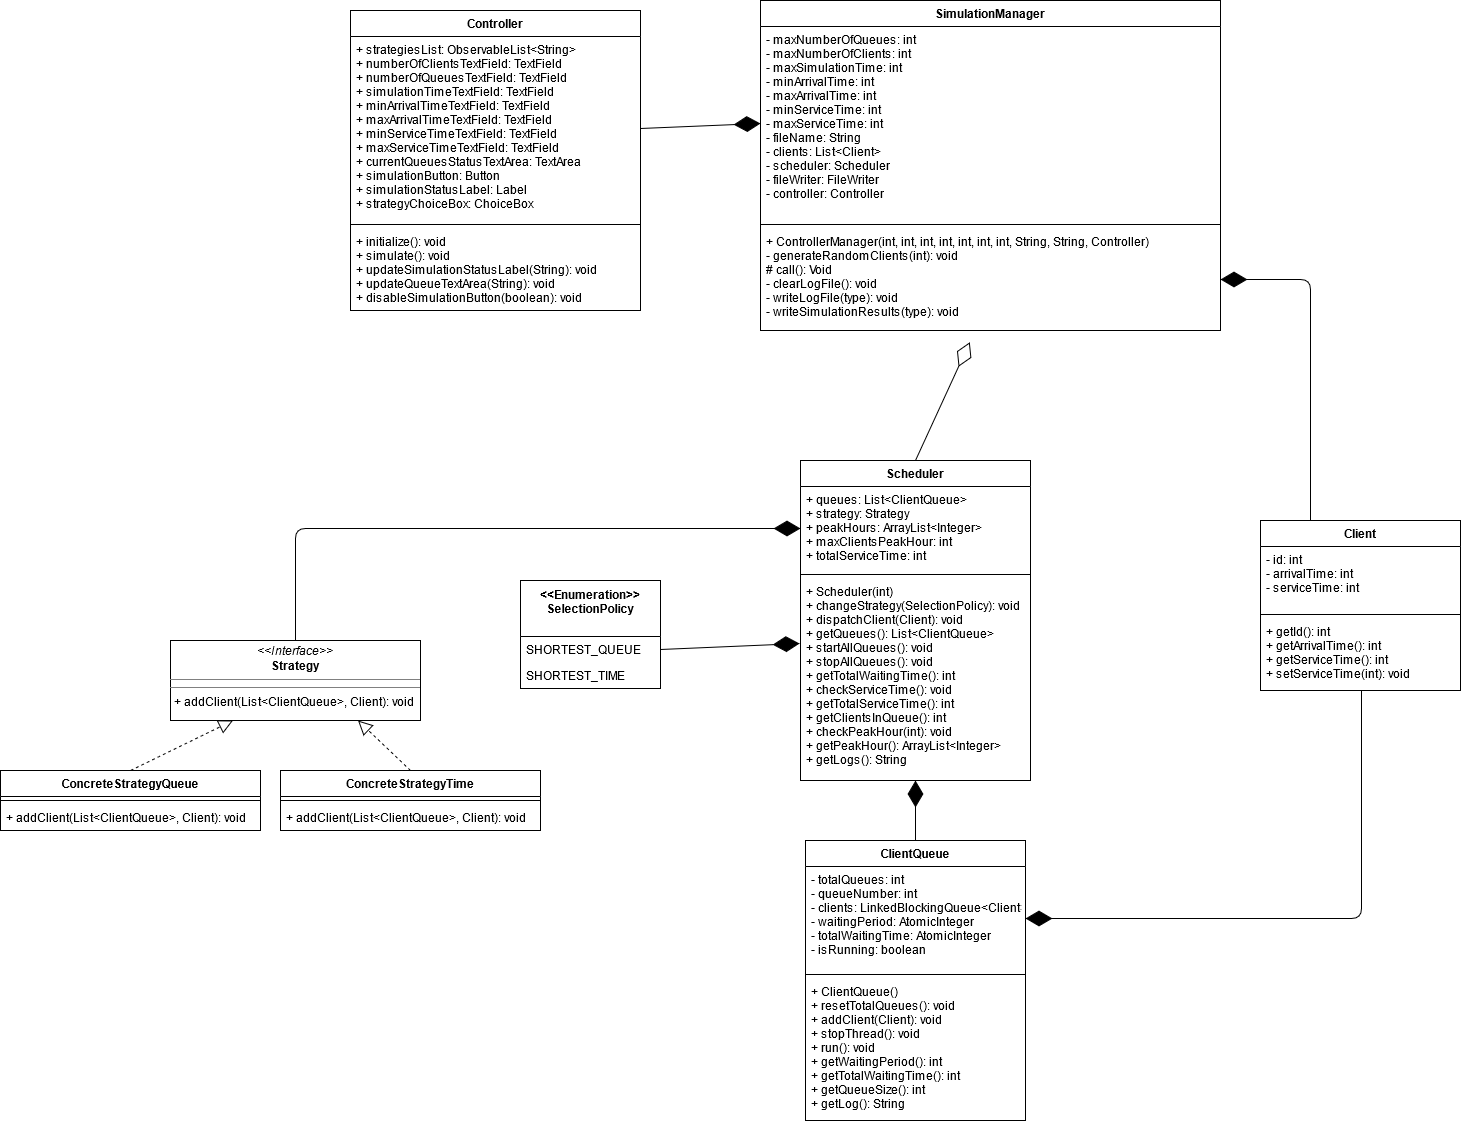 Controller
+ strategiesList: ObservableList<String>
+ numberOfClientsTextField: TextField
+ numberOfQueuesTextField: TextField
+ simulationTimeTextField: TextField
+ minArrivalTimeTextField: TextField
+ maxArrivalTimeTextField: TextField
+ minServiceTimeTextField: TextField
+ maxServiceTimeTextField: TextField
+ currentQueuesStatusTextArea: TextArea
+ simulationButton: Button
+ simulationStatusLabel: Label
+ strategyChoiceBox: ChoiceBox
+ initialize(): void
+ simulate(): void
+ updateSimulationStatusLabel(String): void
+ updateQueueTextArea(String): void
+ disableSimulationButton(boolean): void
SimulationManager
- maxNumberOfQueues: int
- maxNumberOfClients: int
- maxSimulationTime: int
- minArrivalTime: int
- maxArrivalTime: int
- minServiceTime: int
- maxServiceTime: int
- fileName: String
- clients: List<Client>
- scheduler: Scheduler
- fileWriter: FileWriter
- controller: Controller
+ ControllerManager(int, int, int, int, int, int, int, String, String, Controller)
- generateRandomClients(int): void
# call(): Void
- clearLogFile(): void
- writeLogFile(type): void
- writeSimulationResults(type): void
Scheduler
+ queues: List<ClientQueue>
+ strategy: Strategy
+ peakHours: ArrayList<Integer>
+ maxClientsPeakHour: int
+ totalServiceTime: int
+ Scheduler(int)
+ changeStrategy(SelectionPolicy): void
+ dispatchClient(Client): void
+ getQueues(): List<ClientQueue>
+ startAllQueues(): void
+ stopAllQueues(): void
+ getTotalWaitingTime(): int
+ checkServiceTime(): void
+ getTotalServiceTime(): int
+ getClientsInQueue(): int
+ checkPeakHour(int): void
+ getPeakHour(): ArrayList<Integer>
+ getLogs(): String
Client
- id: int
- arrivalTime: int
- serviceTime: int
+ getId(): int
+ getArrivalTime(): int
+ getServiceTime(): int
+ setServiceTime(int): void
<<Enumeration>>
SelectionPolicy
SHORTEST_QUEUE
SHORTEST_TIME
<<Interface>>
Strategy
+ addClient(List<ClientQueue>, Client): void
ConcreteStrategyQueue
+ addClient(List<ClientQueue>, Client): void
ConcreteStrategyTime
+ addClient(List<ClientQueue>, Client): void
ClientQueue
- totalQueues: int
- queueNumber: int
- clients: LinkedBlockingQueue<Client
- waitingPeriod: AtomicInteger
- totalWaitingTime: AtomicInteger
- isRunning: boolean
+ ClientQueue()
+ resetTotalQueues(): void
+ addClient(Client): void
+ stopThread(): void
+ run(): void
+ getWaitingPeriod(): int
+ getTotalWaitingTime(): int
+ getQueueSize(): int
+ getLog(): String